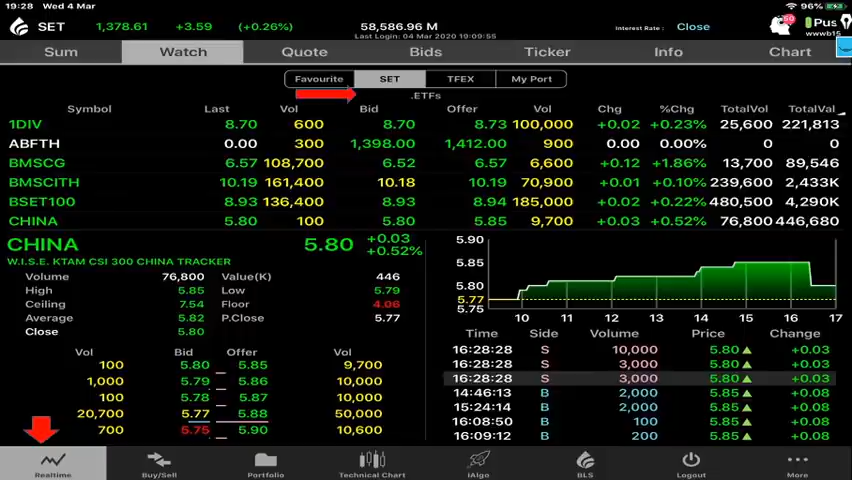 19:28 Wed 4 Mar 96%
SET 1,378.61 +3.59 (+0.26%) 58,586.96 M Interest Rate : Close 50 Pus
Last Login: 04 Mar 2020 19:09:55 wwwb15
Sum Watch Quote Bids Ticker Info Chart
Favourite SET TFEX My Port
.ETFs
Symbol Last Vol Bid Offer Vol Chg %Chg TotalVol TotalVal
1DIV 8.70 600 8.70 8.73 100,000 +0.02 +0.23% 25,600 221,813
ABFTH 0.00 300 1,398.00 1,412.00 900 0.00 0.00% 0 0
BMSCG 6.57 108,700 6.52 6.57 6,600 +0.12 +1.86% 13,700 89,546
BMSCITH 10.19 161,400 10.18 10.19 70,900 +0.01 +0.10% 239,600 2,433K
BSET100 8.93 136,400 8.93 8.94 185,000 +0.02 +0.22% 480,500 4,290K
CHINA 5.80 100 5.80 5.85 9,700 +0.03 +0.52% 76,800 446,680
CHINA 5.80 +0.03
+0.52%
W.I.S.E. KTAM CSI 300 CHINA TRACKER
Volume 76,800 Value(K) 446
High 5.85 Low 5.79
Ceiling 7.54 Floor 4.06
Average 5.82 P.Close 5.77
Close 5.80
Vol Bid Offer Vol
100 5.80 5.85 9,700
1,000 5.79 5.86 10,000
100 5.78 5.87 10,000
20,700 5.77 5.88 50,000
700 5.75 5.90 10,600
5.90
5.85
5.80
5.77
5.75
10 11 12 13 14 15 16 17
Time Side Volume Price Change
16:28:28 S 10,000 5.80 +0.03
16:28:28 S 3,000 5.80 +0.03
16:28:28 S 3,000 5.80 +0.03
14:46:13 B 2,000 5.85 +0.08
15:24:14 B 2,000 5.85 +0.08
16:08:50 B 100 5.85 +0.08
16:09:12 B 200 5.85 +0.08
Realtime Buy/Sell Portfolio Technical Chart iAlgo BLS Logout More